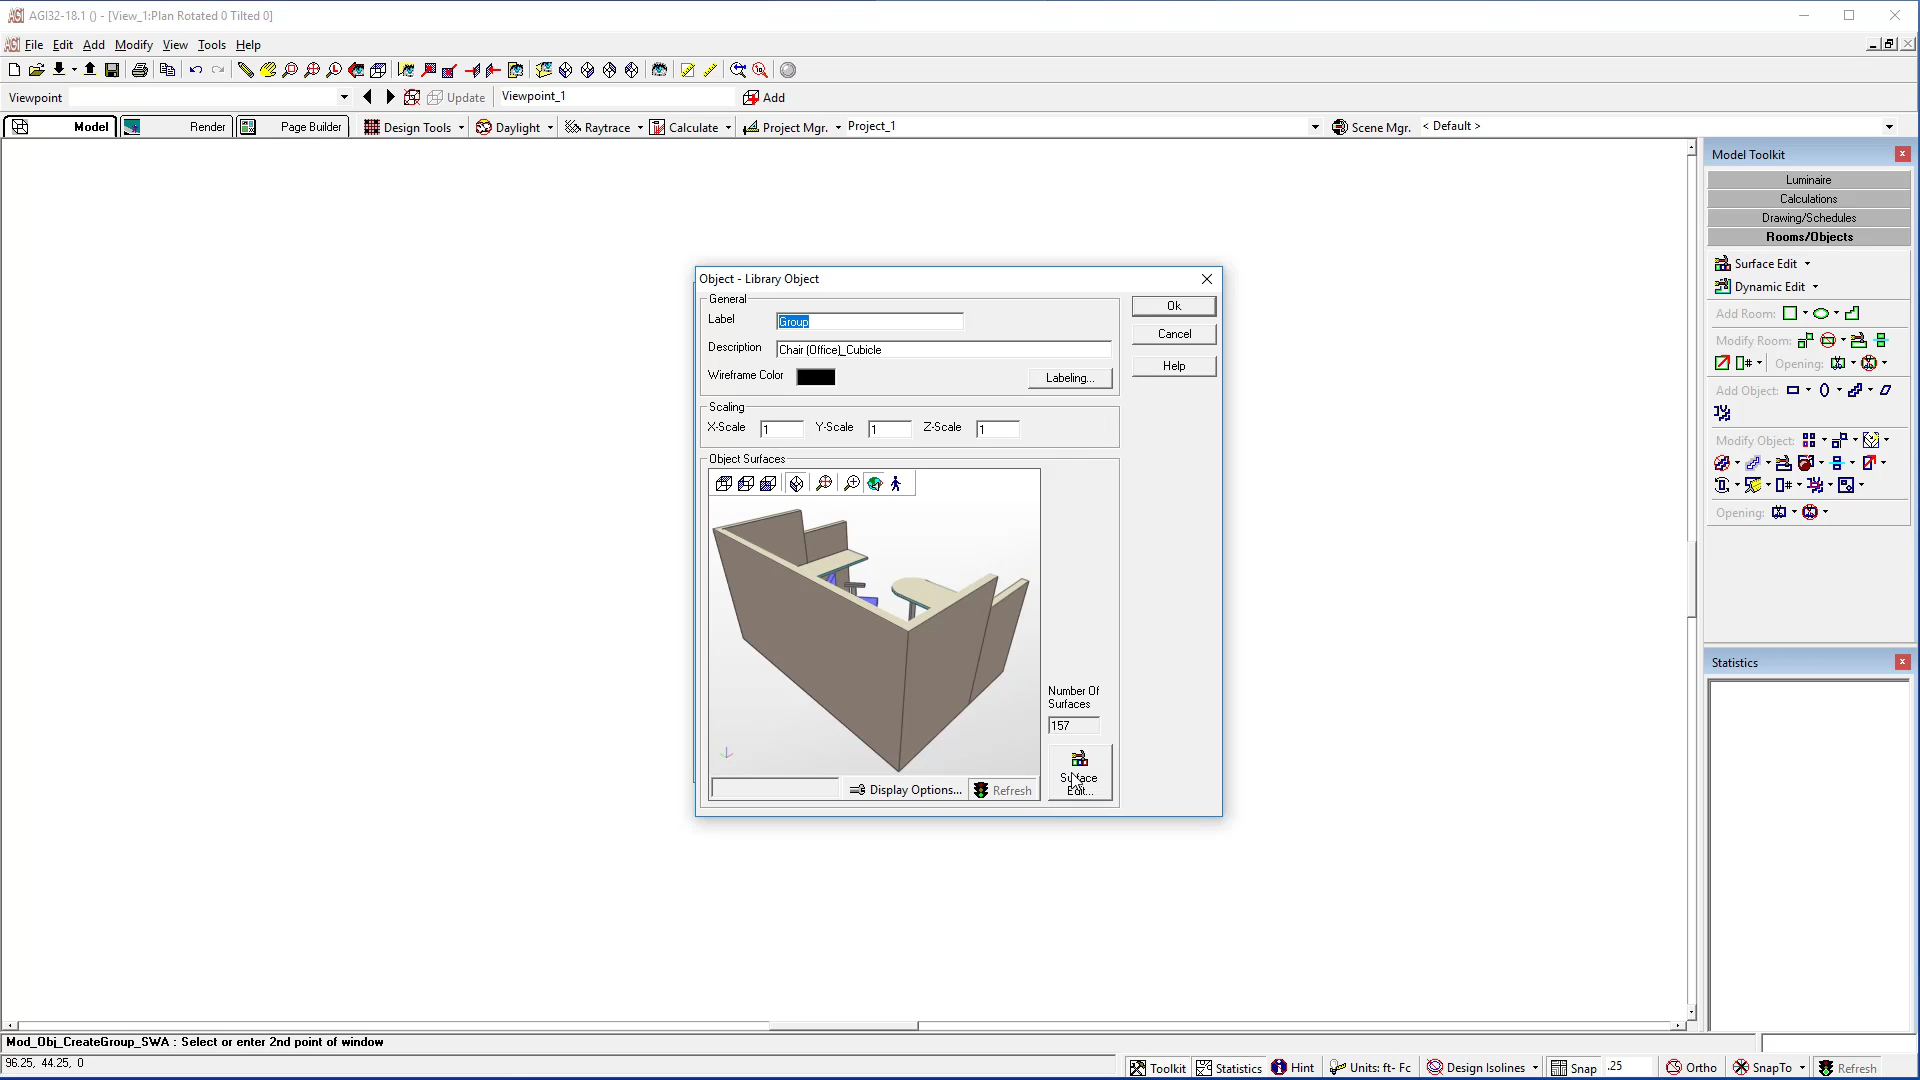 AGI32-18.1 () - [View_1:Plan Rotated 0 Tilted 0]
File Edit Add Modify View Tools Help
Viewpoint Update Viewpoint_1 Add
Model Render Page Builder Design Tools Daylight Raytrace Calculate Project Mgr. Project_1 Scene Mgr. < Default >
Model Toolkit
Luminaire
Calculations
Drawing/Schedules
Rooms/Objects
Surface Edit
Dynamic Edit
Add Room:
Modify Room:
Opening:
Add Object:
Modify Object:
Opening:
Statistics
Object - Library Object
General
Label Group
Description Chair (Office)_Cubicle
Wireframe Color Labeling...
Ok
Cancel
Help
Scaling
X-Scale 1 Y-Scale 1 Z-Scale 1
Object Surfaces
Number Of
Surfaces
157
Surface
Edit...
Display Options... Refresh
Mod_Obj_CreateGroup_SWA : Select or enter 2nd point of window
96.25, 44.25, 0
Toolkit Statistics Hint Units: ft- Fc Design Isolines Snap .25 Ortho SnapTo Refresh